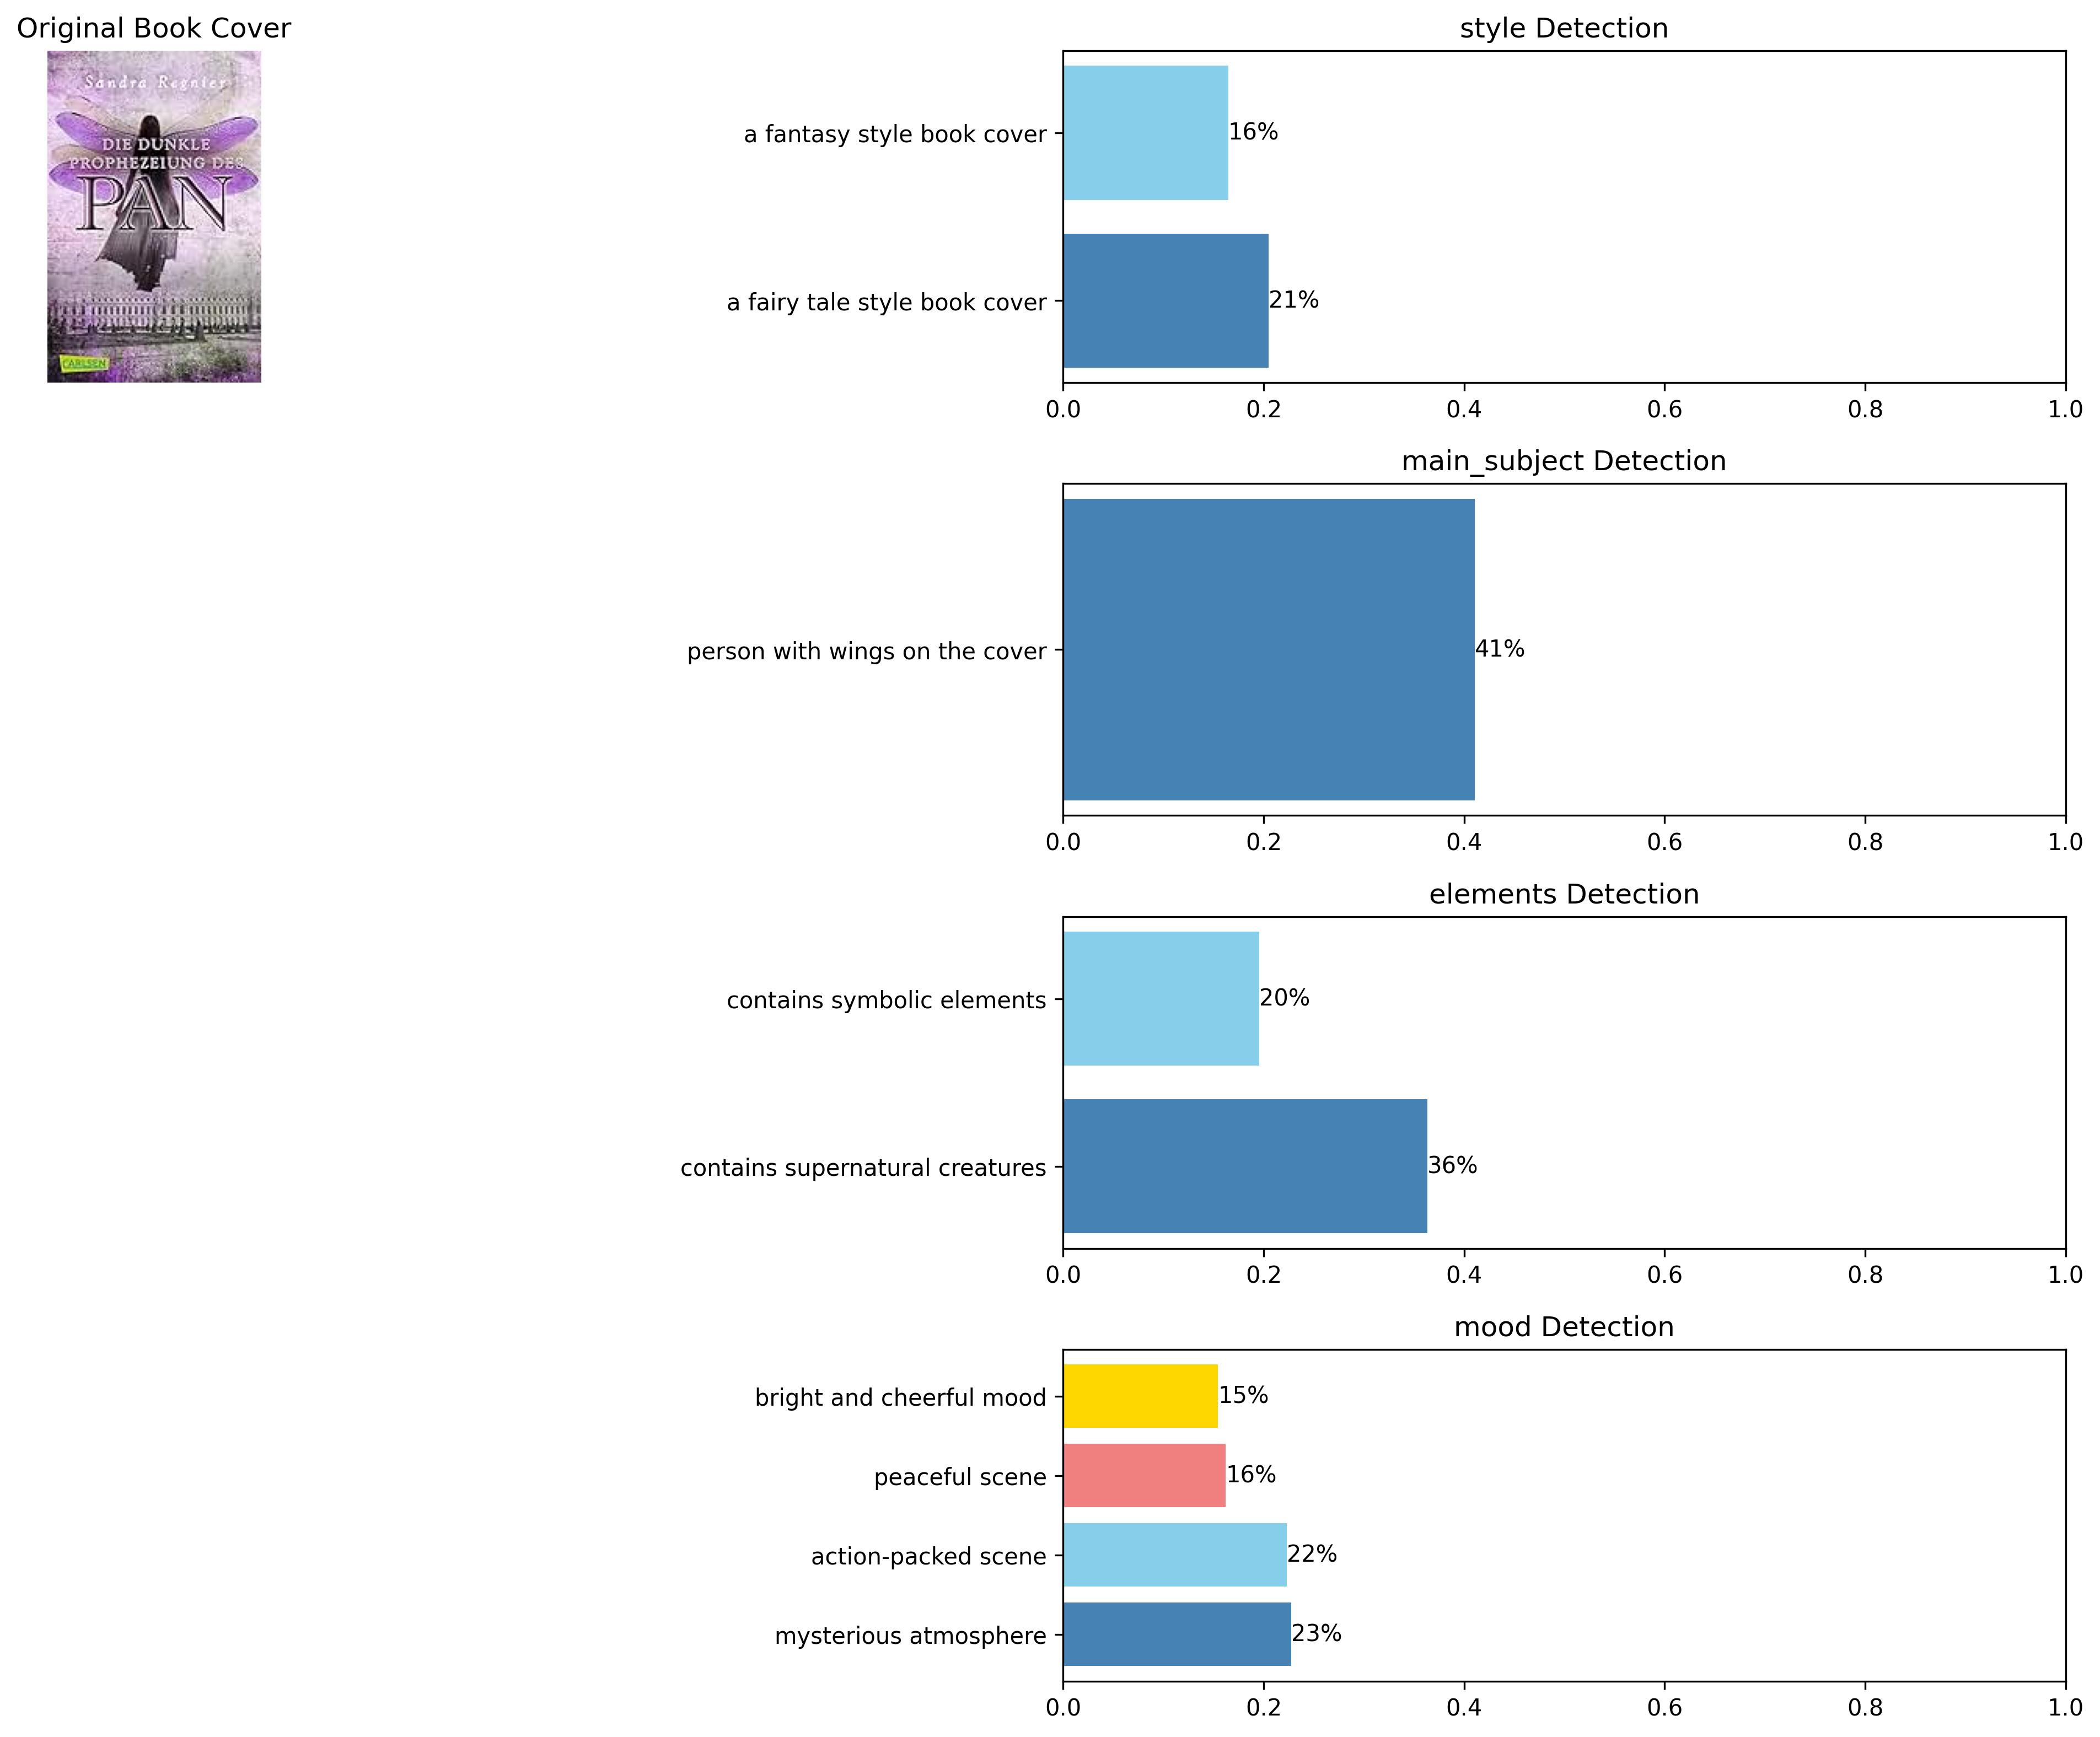 Original Book Cover
Sandra Regnier
DIE DUNKLE
PROPHEZEIUNG DES
PAN
CARLSEN
style Detection
a fantasy style book cover
16%
a fairy tale style book cover
21%
0.0 0.2 0.4 0.6 0.8 1.0
main_subject Detection
person with wings on the cover
41%
0.0 0.2 0.4 0.6 0.8 1.0
elements Detection
contains symbolic elements
20%
contains supernatural creatures
36%
0.0 0.2 0.4 0.6 0.8 1.0
mood Detection
bright and cheerful mood
15%
peaceful scene
16%
action-packed scene
22%
mysterious atmosphere
23%
0.0 0.2 0.4 0.6 0.8 1.0